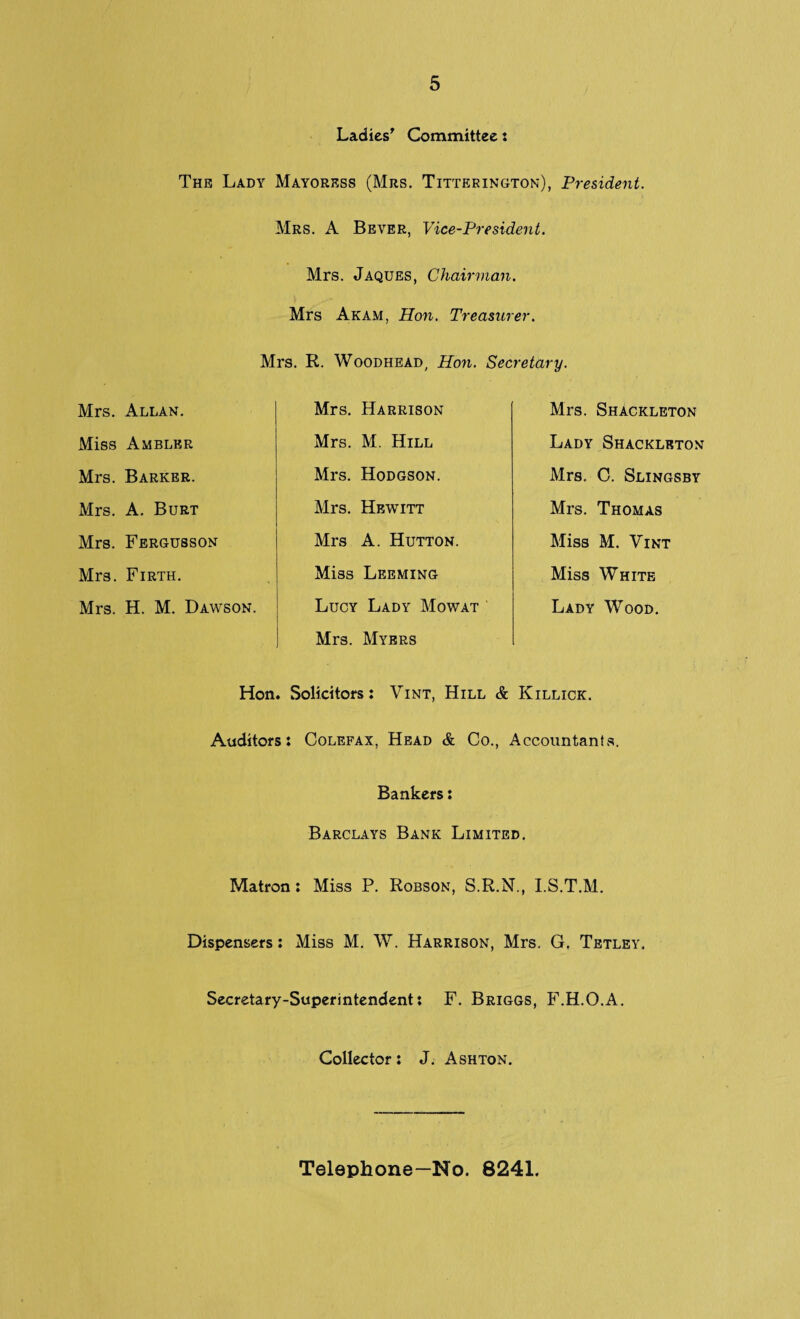 5
Ladies' Committee:
The Lady Mayoress (Mrs. Titterington), President.
Mrs. A Bever, Vice-President.
Mrs. Jaques, Chairman.
Mrs Akam, Hon. Treasurer.
Mrs. R. Woodhead, Hon. Secretary.
Mrs. Allan.
Miss Ambler
Mrs. Barker.
Mrs. A. Burt
Mrs. Fergusson
Mrs. Firth.
Mrs. H. M. Dawson.
Mrs. Harrison
Mrs. M. Hill
Mrs. Hodgson.
Mrs. Hewitt
Mrs A. Hutton.
Miss Leeming
Lucy Lady Mowat
Mrs. Myers
Mrs. Shackleton
Lady Shackleton
Mrs. C. Slingsby
Mrs. Thomas
Miss M. Vint
Miss White
Lady Wood.
Hon. Solicitors: Vint, Hill & Killick.
Auditors: Colefax, Head & Co., Accountants.
Bankers:
Barclays Bank Limited.
Matron: Miss P. Robson, S.R.N., I.S.T.M.
Dispensers: Miss M. W. Harrison, Mrs. G. Tetley.
Secretary-Superintendent: F. Briggs, F.H.O.A.
Collector: J. Ashton.
Telephone—No. 8241.